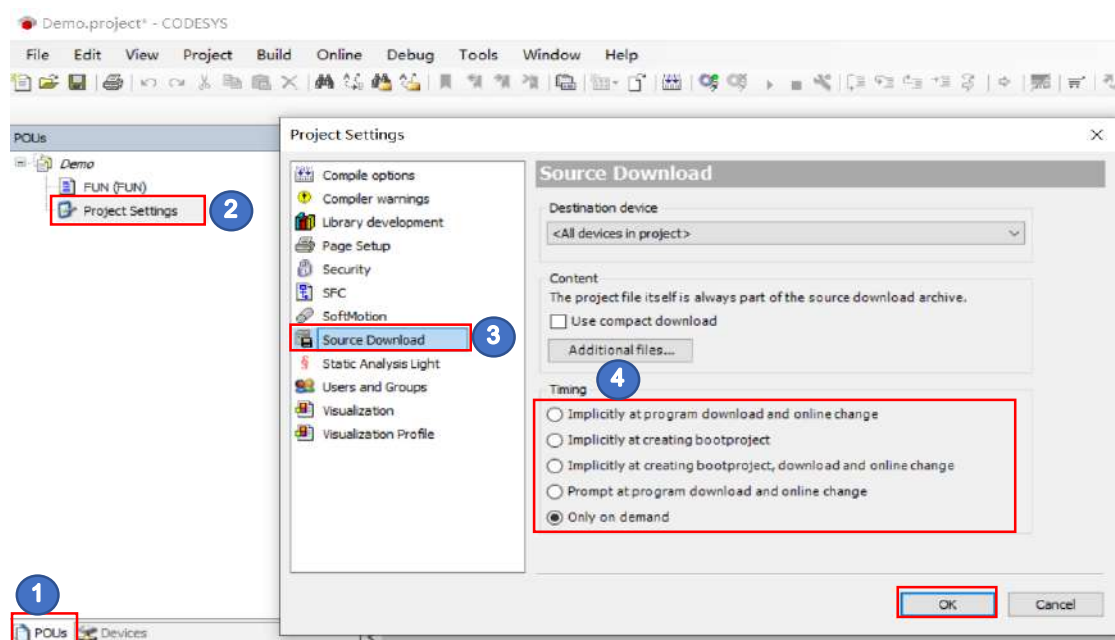 Demo.project* - CODESYS
File Edit View Project Build Online Debug Tools Window Help
POUs
Demo
FUN (FUN)
Project Settings
2
Project Settings
Compile options
Compiler warnings
Library development
Page Setup
Security
SFC
SoftMotion
Source Download
3
Static Analysis Light
Users and Groups
Visualization
Visualization Profile
Source Download
Destination device
<All devices in project>
Content
The project file itself is always part of the source download archive.
Use compact download
Additional files...
Timing
4
Implicitly at program download and online change
Implicitly at creating bootproject
Implicitly at creating bootproject, download and online change
Prompt at program download and online change
Only on demand
OK Cancel
1
POUs Devices